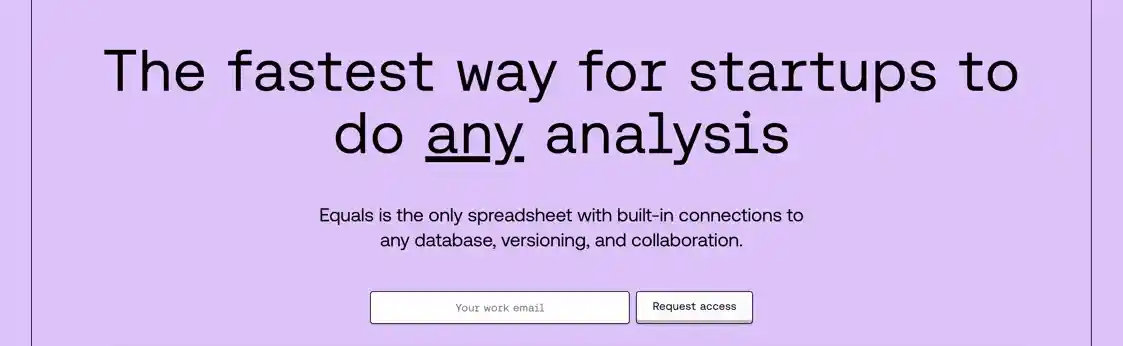 The fastest way for startups to
do any analysis
Equals is the only spreadsheet with built-in connections to
any database, versioning, and collaboration.
Your work email
Request access